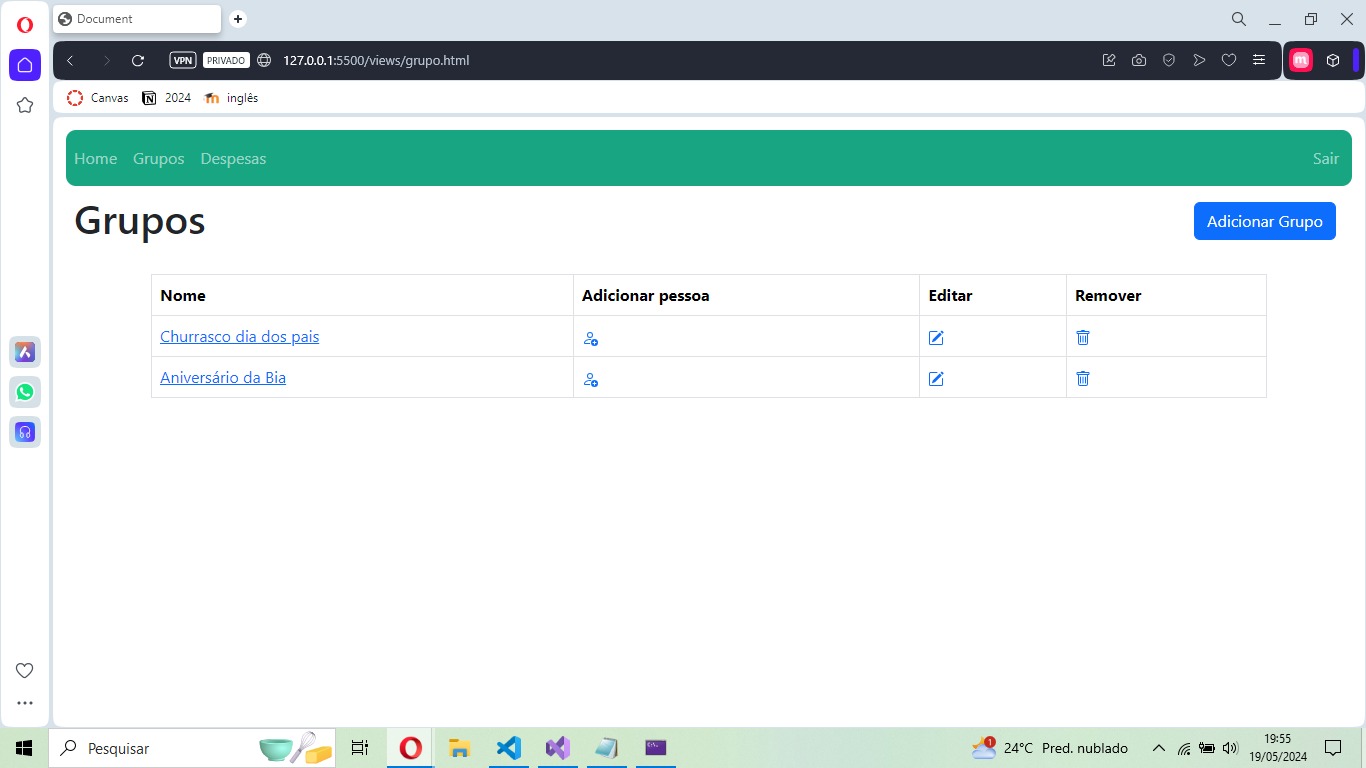 Document
VPN PRIVADO 127.0.0.1:5500/views/grupo.html
Canvas 2024 inglês
Home Grupos Despesas Sair
Grupos Adicionar Grupo
Nome Adicionar pessoa Editar Remover
Churrasco dia dos pais
Aniversário da Bia
Pesquisar 1 24°C Pred. nublado 19:55
19/05/2024